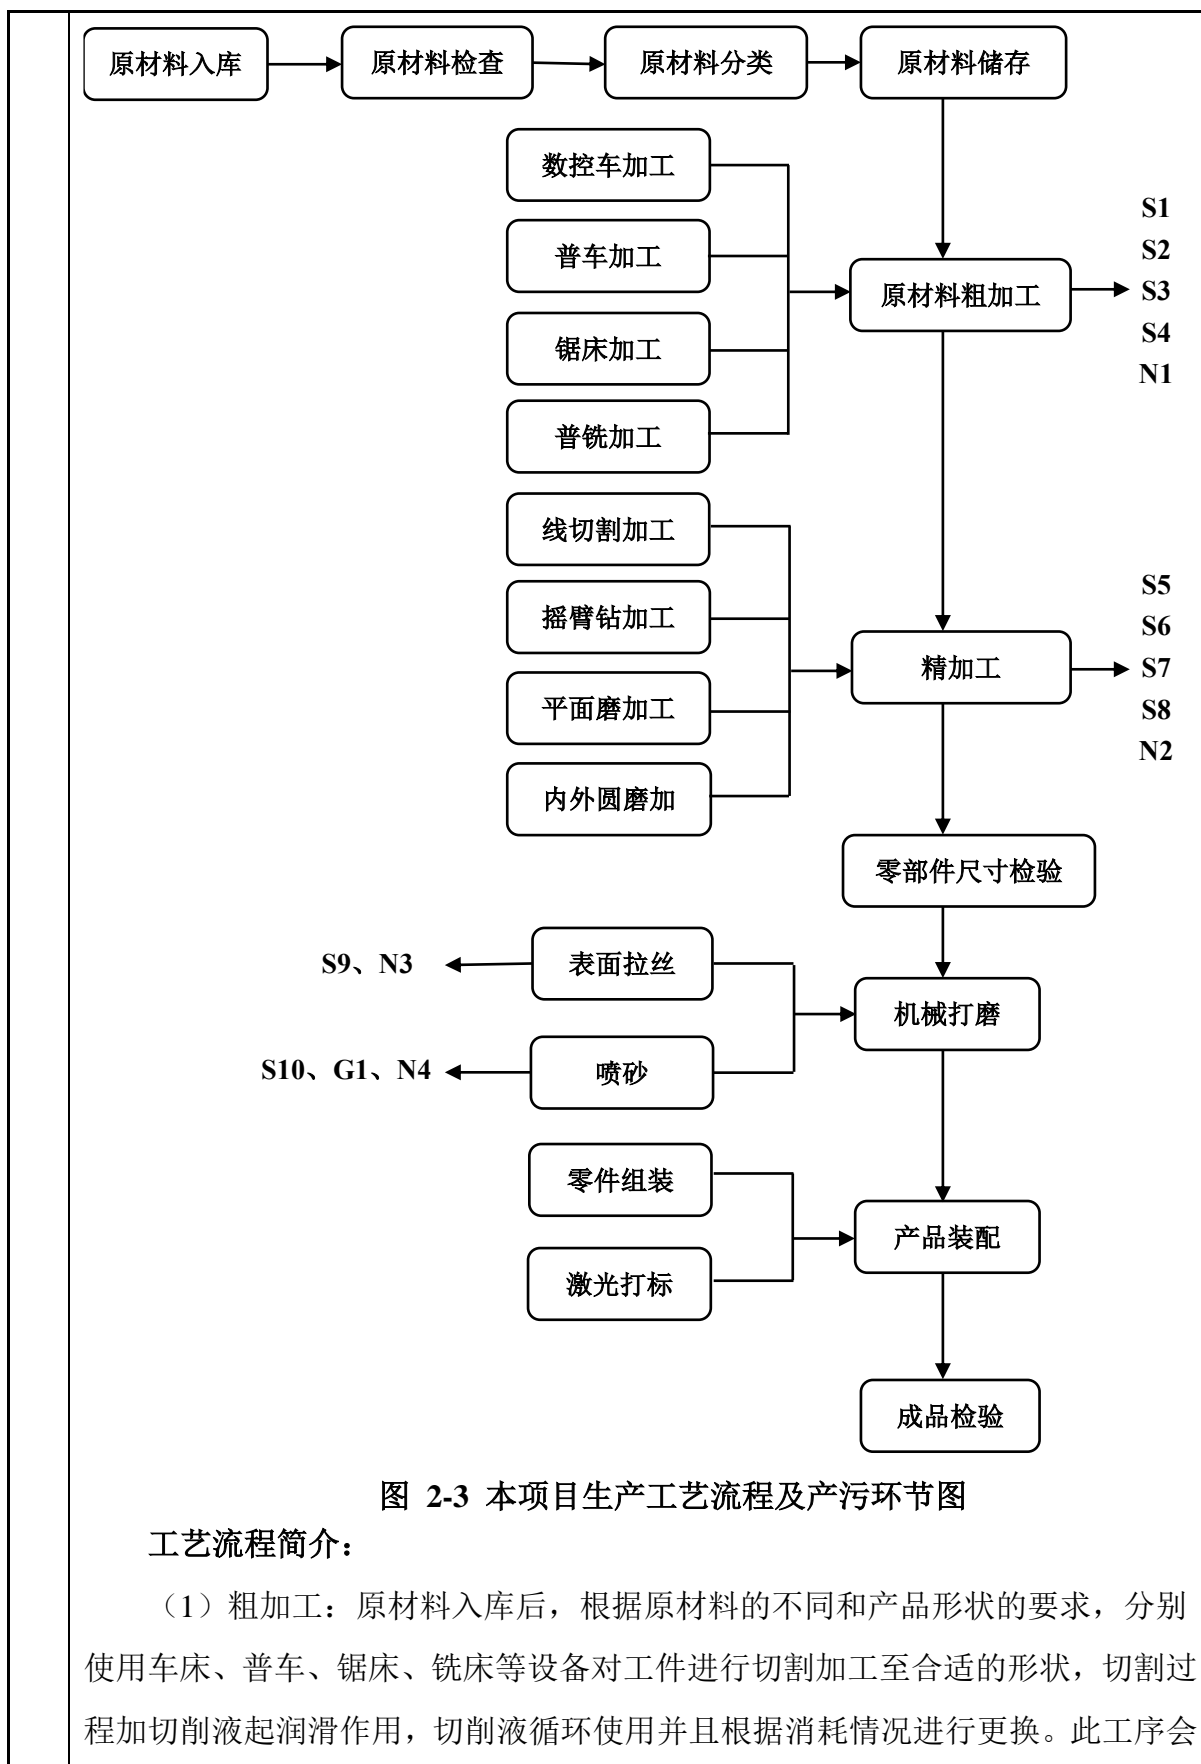 原材料入库
原材料检查
原材料分类
原材料储存
数控车加工
普车加工
锯床加工
普铣加工
原材料粗加工
S1
S2
S3
S4
N1
线切割加工
摇臂钻加工
平面磨加工
内外圆磨加
精加工
S5
S6
S7
S8
N2
零部件尺寸检验
S9、N3
表面拉丝
机械打磨
S10、G1、N4
喷砂
零件组装
产品装配
激光打标
成品检验
图 2-3 本项目生产工艺流程及产污环节图
工艺流程简介：
（1）粗加工：原材料入库后，根据原材料的不同和产品形状的要求，分别
使用车床、普车、锯床、铣床等设备对工件进行切割加工至合适的形状，切割过
程加切削液起润滑作用，切削液循环使用并且根据消耗情况进行更换。此工序会